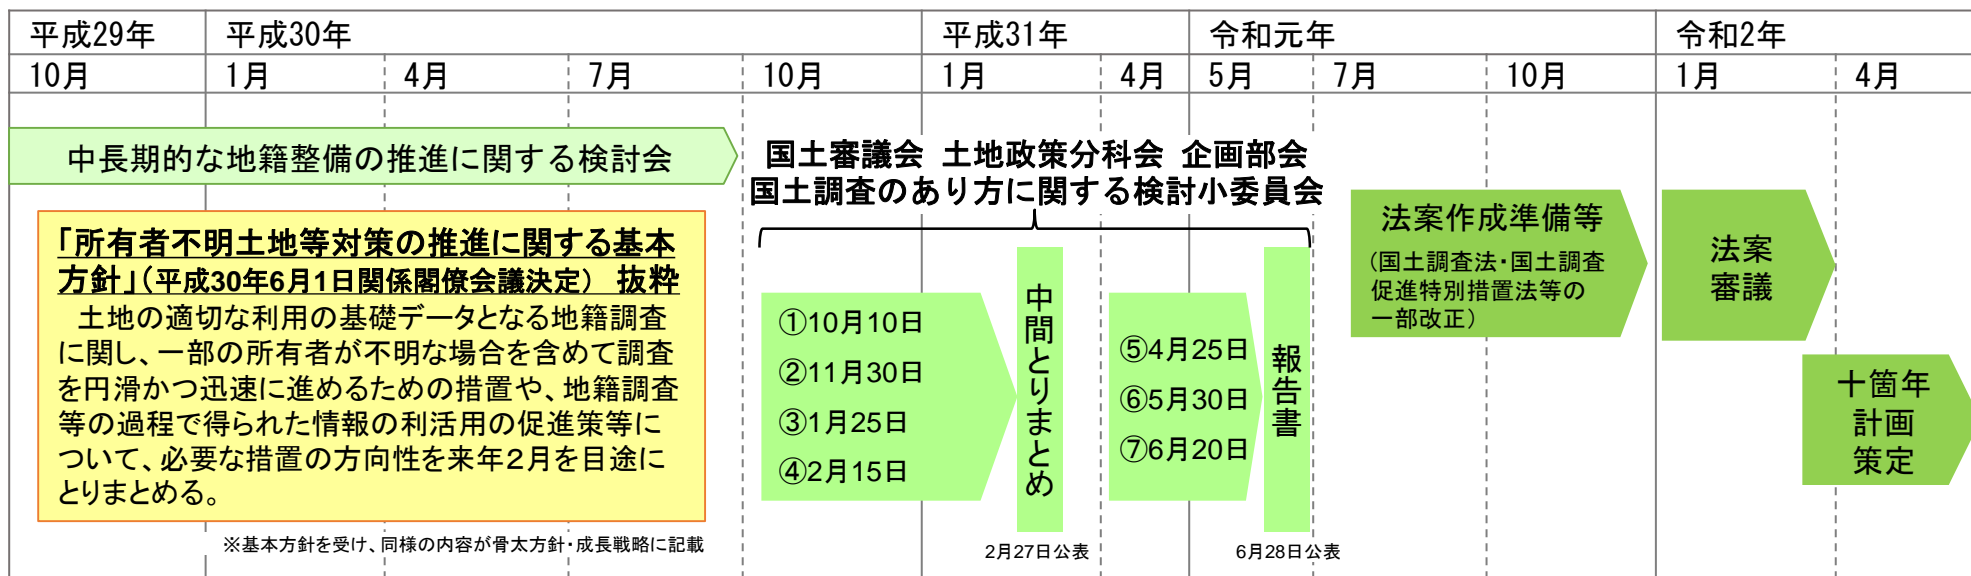 平成29年
平成30年
平成31年
令和元年
令和2年
10月
1月
4月
7月
10月
1月
4月
5月
7月
10月
1月
4月
中長期的な地籍整備の推進に関する検討会
「所有者不明土地等対策の推進に関する基本
方針」(平成30年6月1日関係閣僚会議決定) 抜粋
土地の適切な利用の基礎データとなる地籍調査
に関し、一部の所有者が不明な場合を含めて調査
を円滑かつ迅速に進めるための措置や、地籍調査
等の過程で得られた情報の利活用の促進策等に
ついて、必要な措置の方向性を来年2月を目途に
とりまとめる。
※基本方針を受け、同様の内容が骨太方針・成長戦略に記載
国土審議会 土地政策分科会 企画部会
国土調査のあり方に関する検討小委員会
①10月10日
②11月30日
③1月25日
④2月15日
中間とりまとめ
2月27日公表
⑤4月25日
⑥5月30日
⑦6月20日
報告書
6月28日公表
法案作成準備等
(国土調査法・国土調査
促進特別措置法等の
一部改正)
法案
審議
十箇年
計画
策定